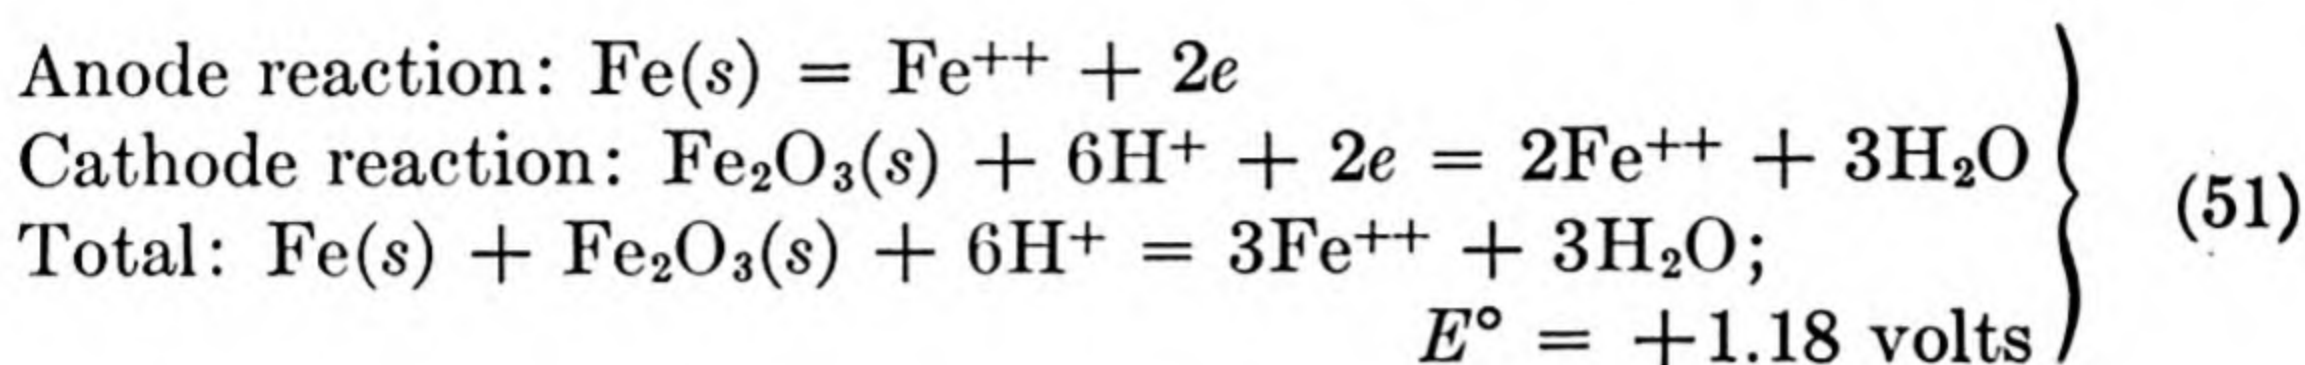 Anode reaction: Fe(s) = Fe⁺⁺ + 2e
Cathode reaction: Fe₂O₃(s) + 6H⁺ + 2e = 2Fe⁺⁺ + 3H₂O
Total: Fe(s) + Fe₂O₃(s) + 6H⁺ = 3Fe⁺⁺ + 3H₂O;
E° = +1.18 volts
(51)